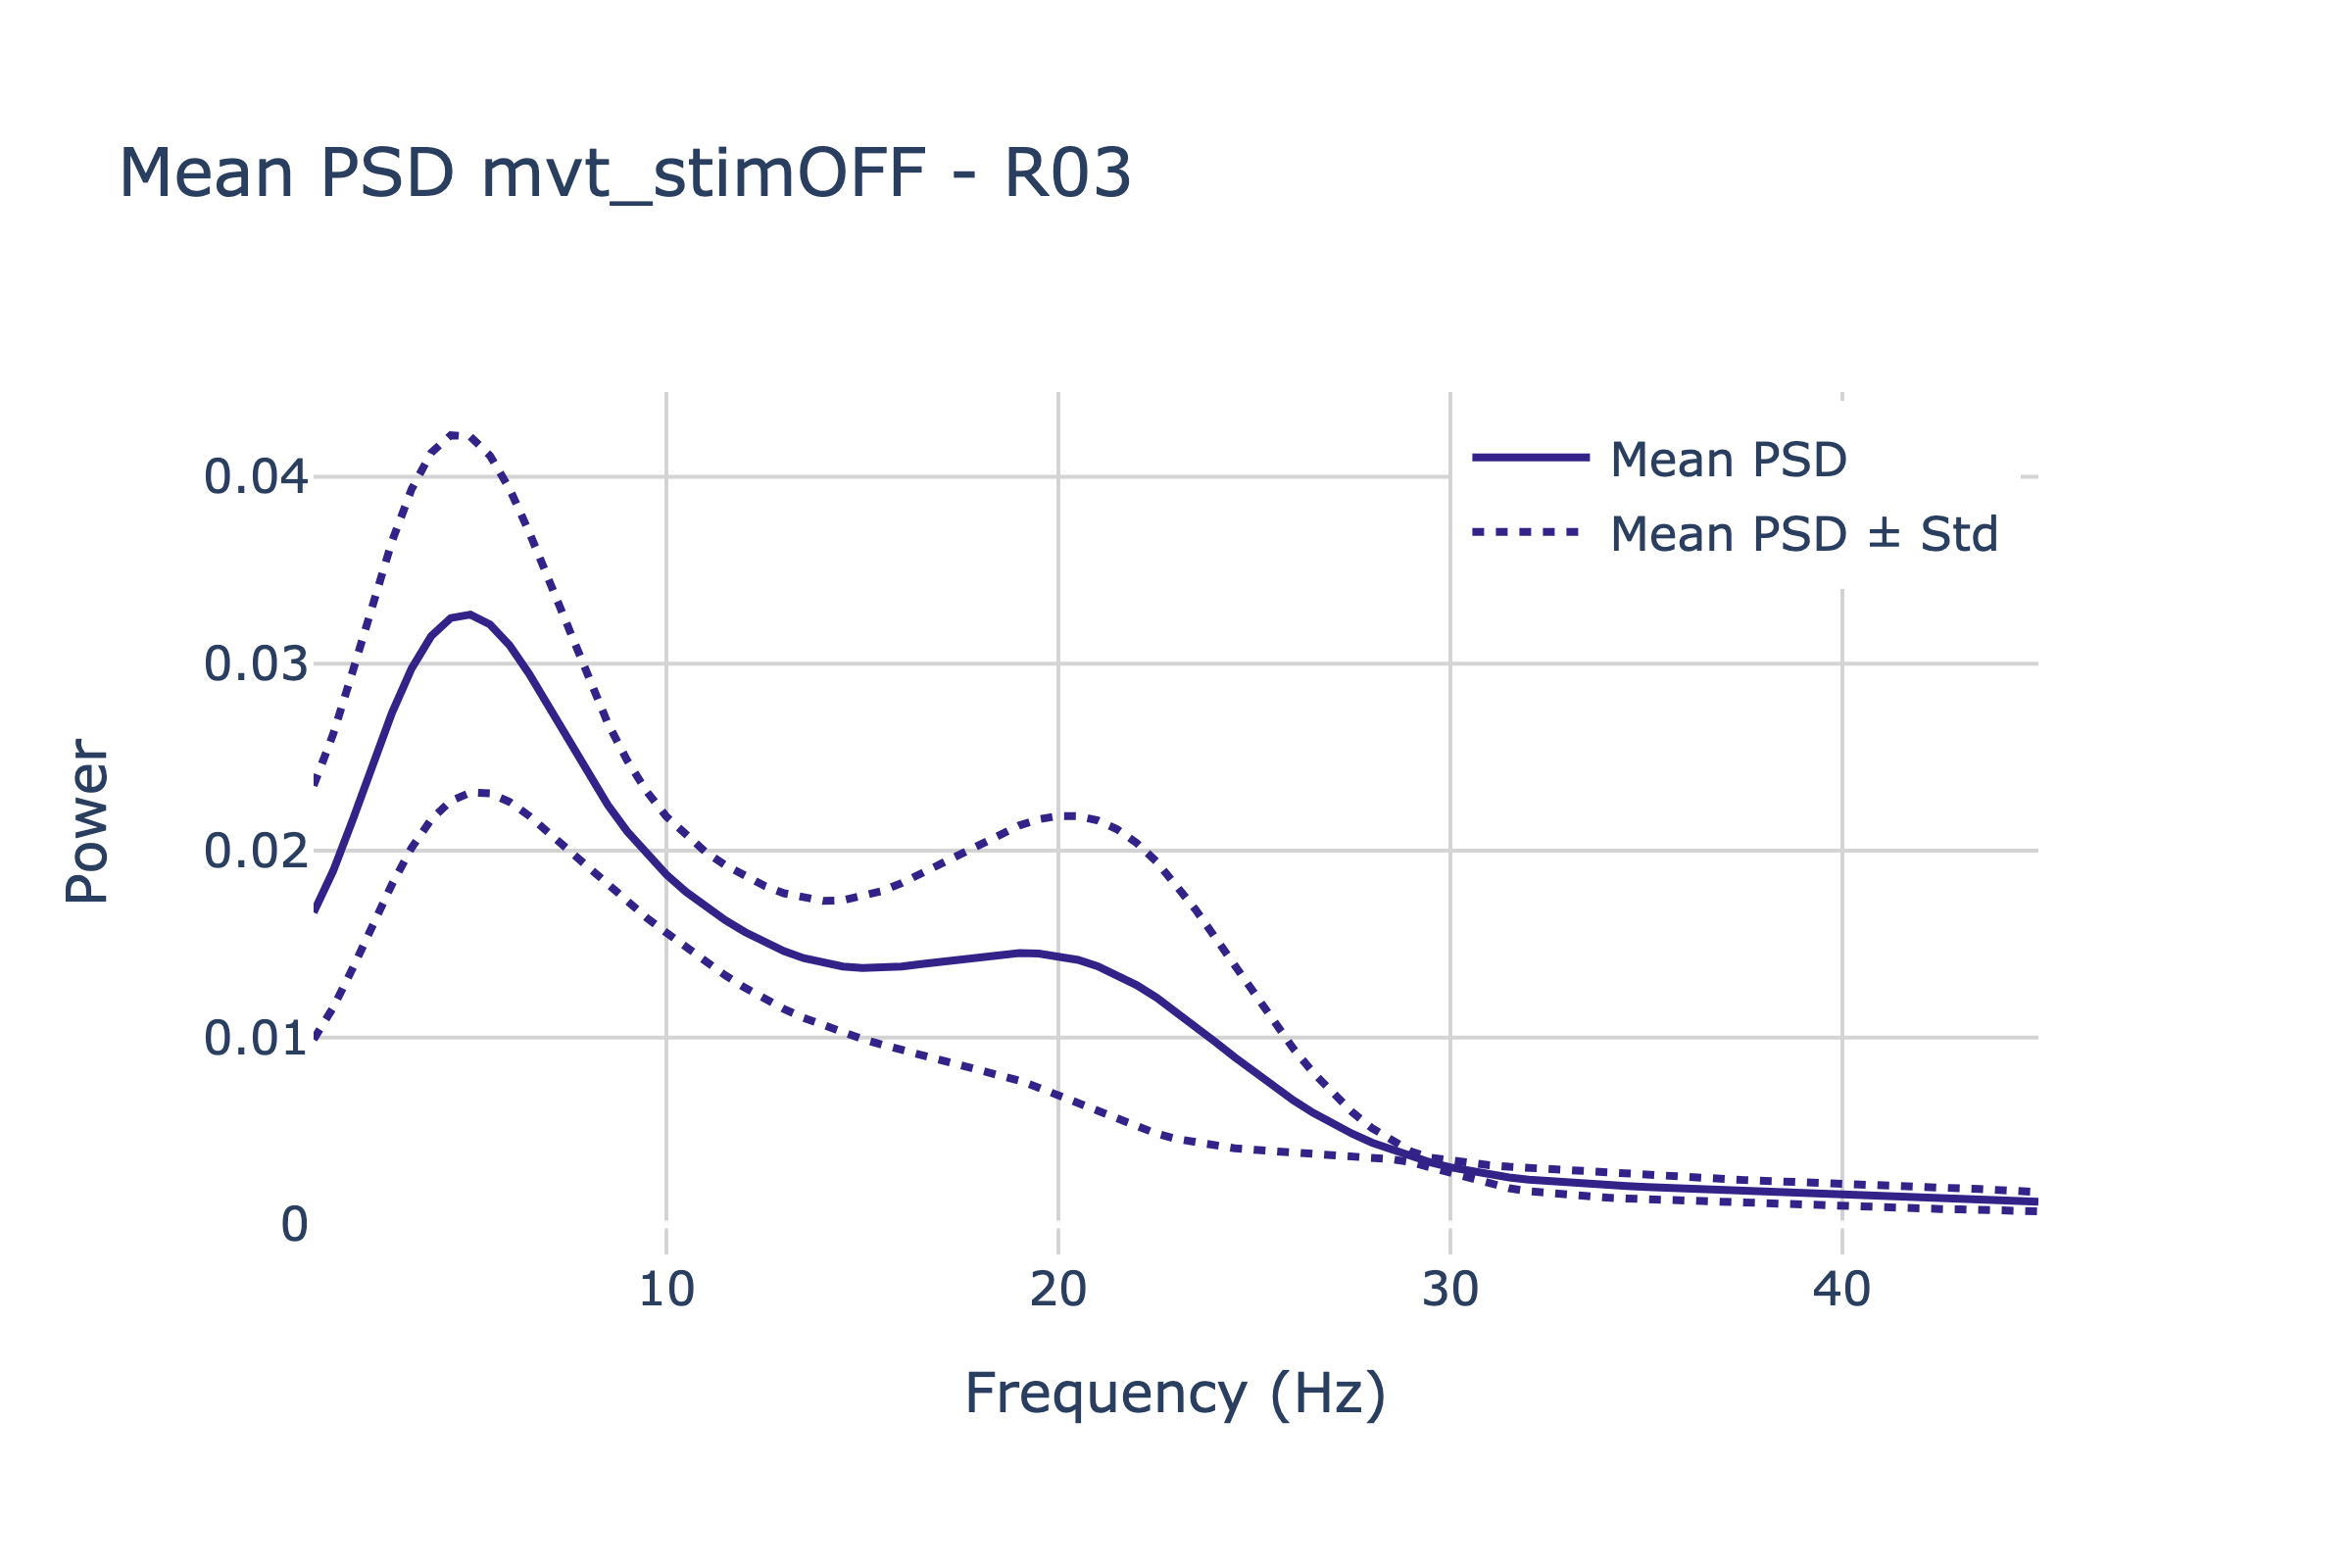 Mean PSD mvt_stimOFF - R03
Mean PSD
Mean PSD ± Std
Power
0.04
0.03
0.02
0.01
0
10 20 30 40
Frequency (Hz)